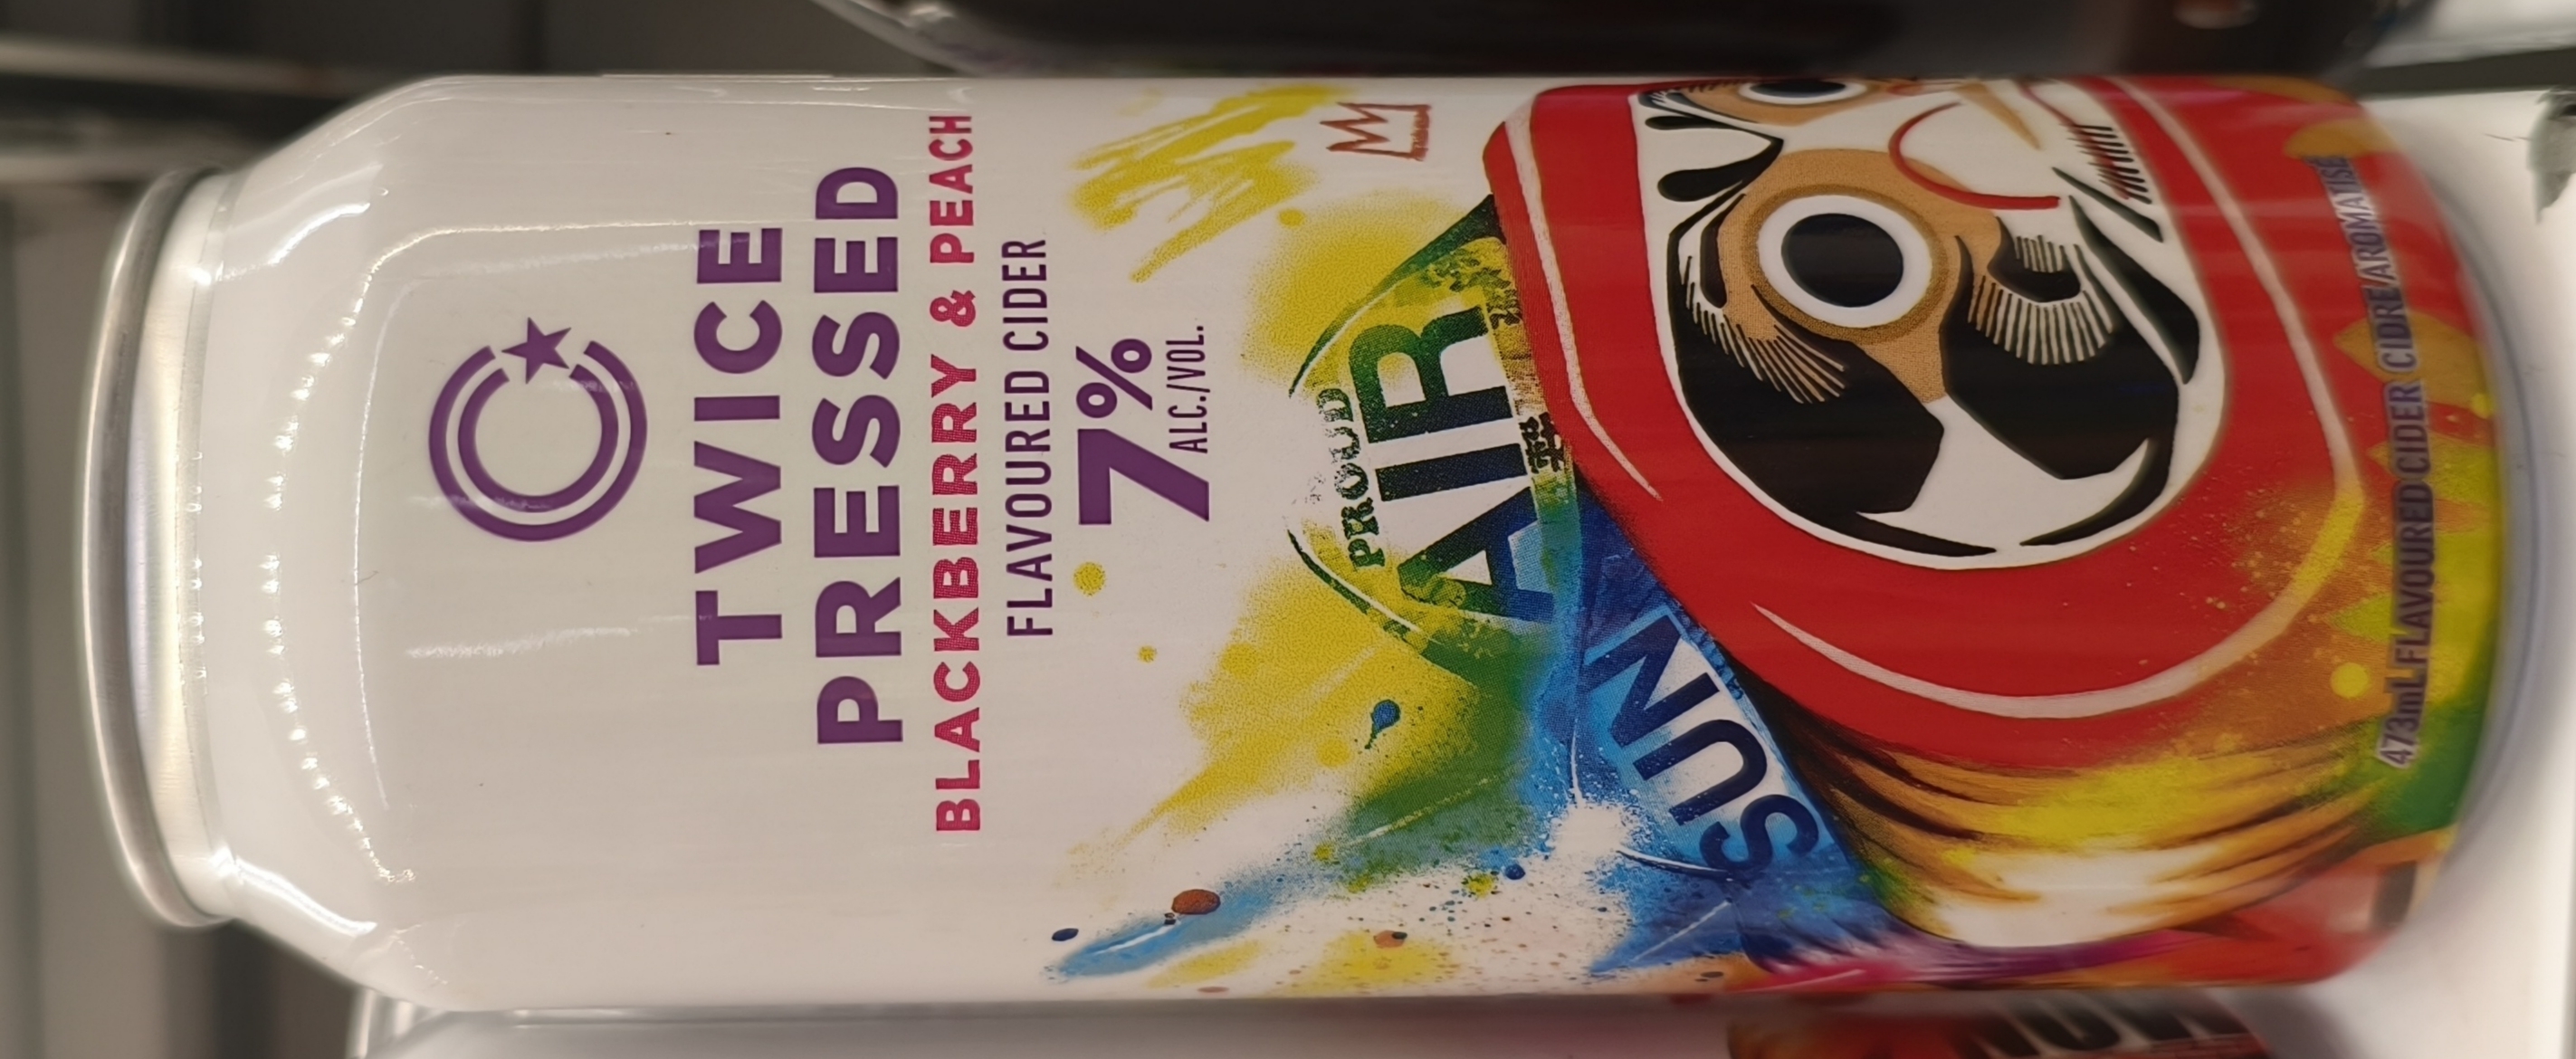 TWICE
PRESSED
BLACKBERRY & PEACH
FLAVOURED CIDER
7%
ALC./VOL.
PROUD
AIR
SUN
473mL FLAVOURED CIDER CIDRE AROMATISÉ